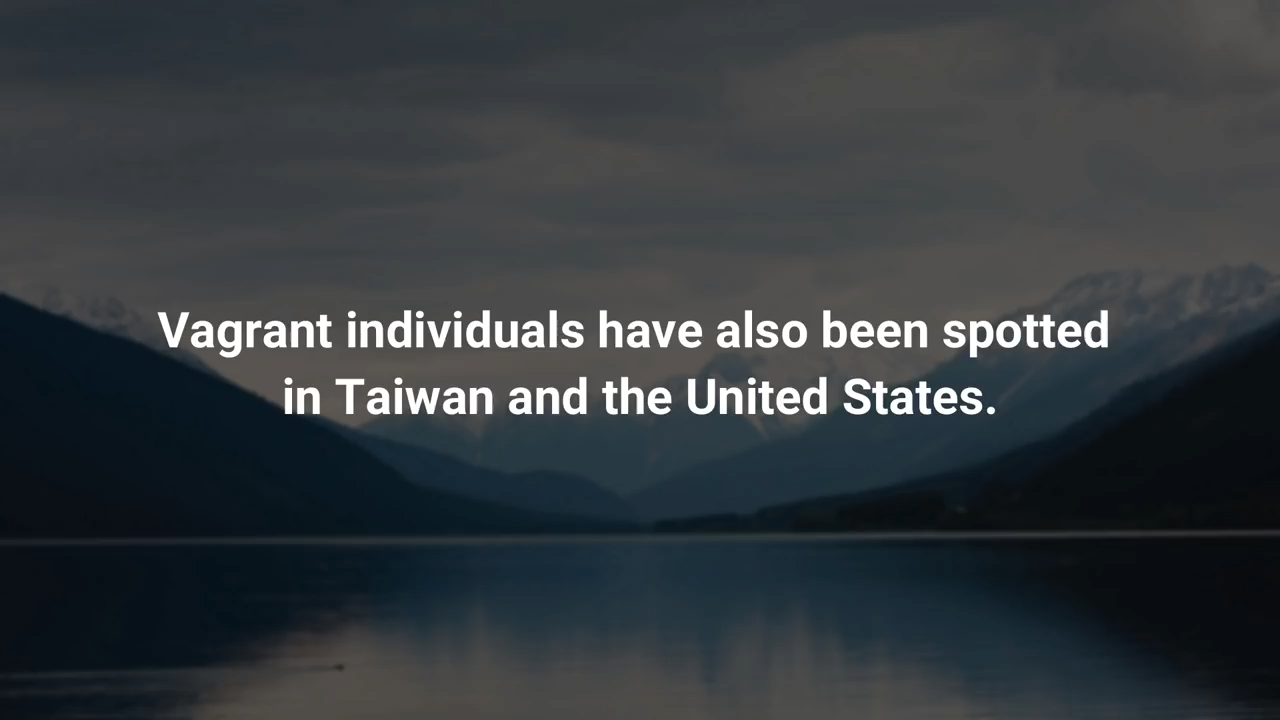 Vagrant individuals have also been spotted
in Taiwan and the United States.